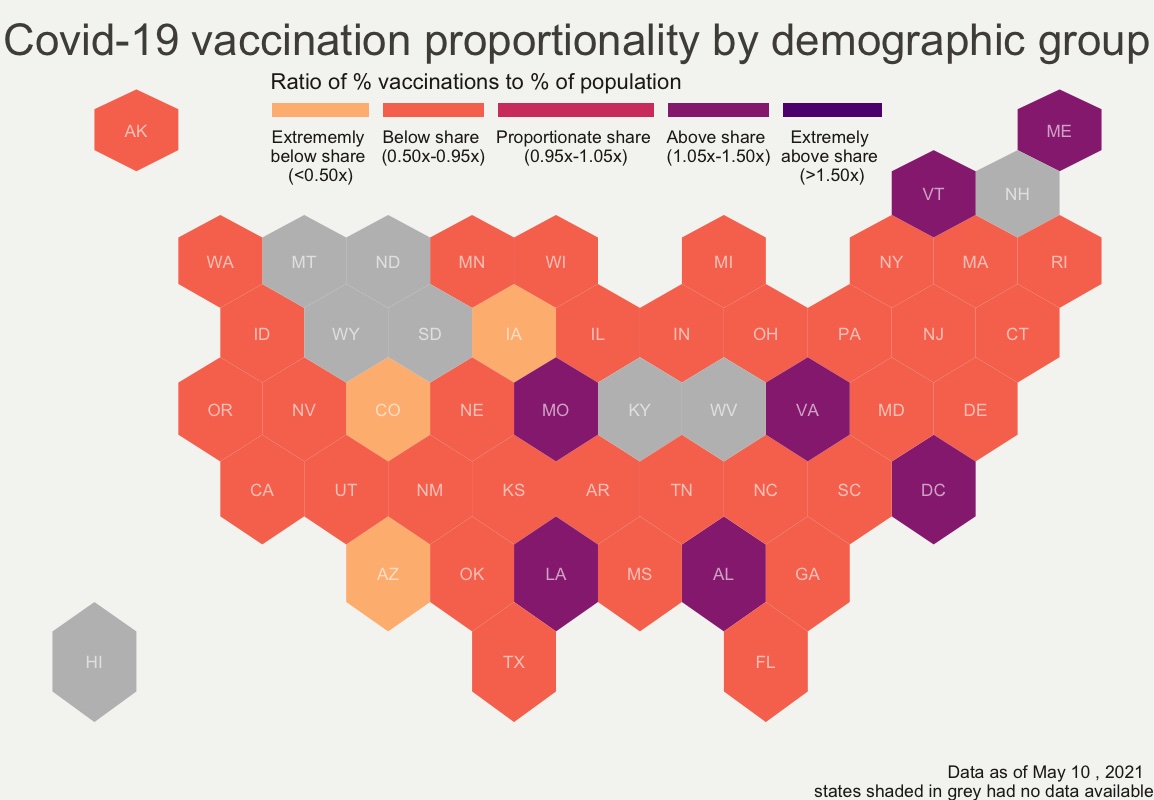 Covid-19 vaccination proportionality by demographic group
Ratio of % vaccinations to % of population
Extrememly below share (<0.50x)
Below share (0.50x-0.95x)
Proportionate share (0.95x-1.05x)
Above share (1.05x-1.50x)
Extremely above share (>1.50x)
AK
ME
VT
NH
WA
MT
ND
MN
WI
MI
NY
MA
RI
ID
WY
SD
IA
IL
IN
OH
PA
NJ
CT
OR
NV
CO
NE
MO
KY
WV
VA
MD
DE
CA
UT
NM
KS
AR
TN
NC
SC
DC
AZ
OK
LA
MS
AL
GA
HI
TX
FL
Data as of May 10 , 2021
states shaded in grey had no data available